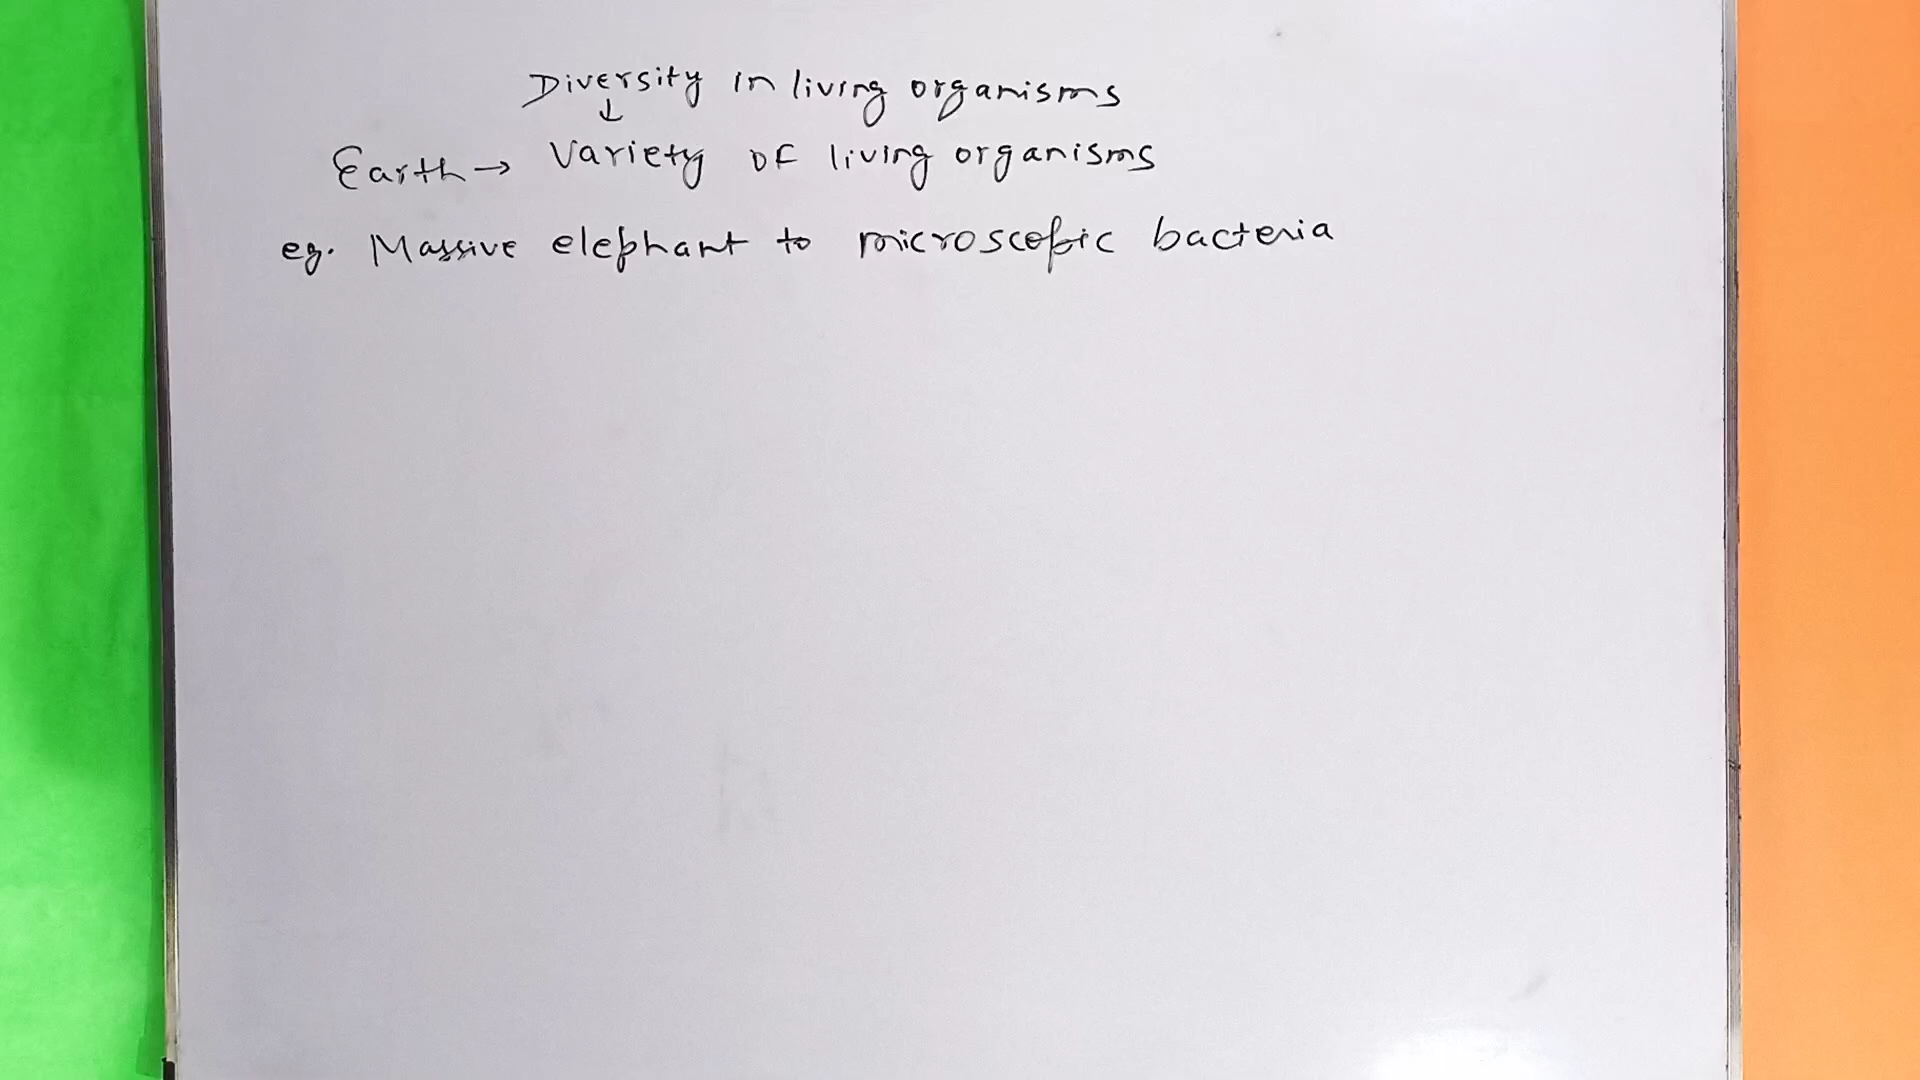 Diversity in living organisms
↓
Earth → Variety of living organisms
eg. Massive elephant to microscopic bacteria